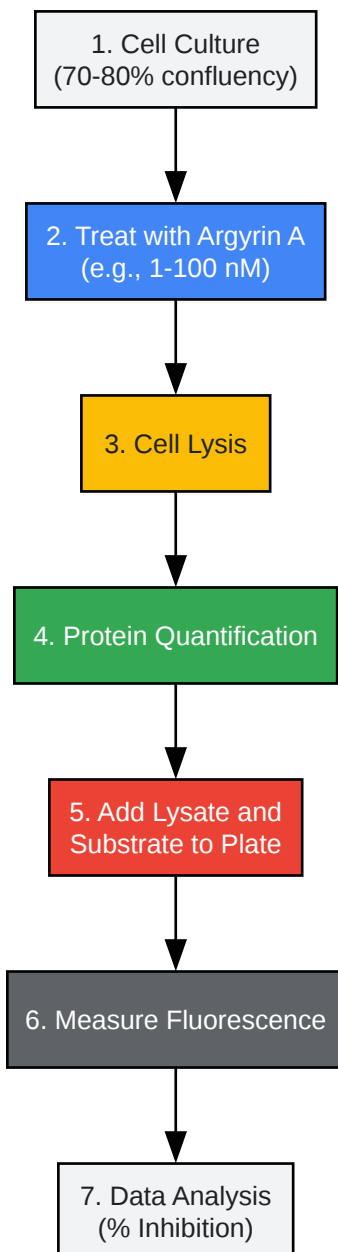 1. Cell Culture
(70-80% confluency)
2. Treat with Argyrin A
(e.g., 1-100 nM)
3. Cell Lysis
4. Protein Quantification
5. Add Lysate and
Substrate to Plate
6. Measure Fluorescence
7. Data Analysis
(% Inhibition)